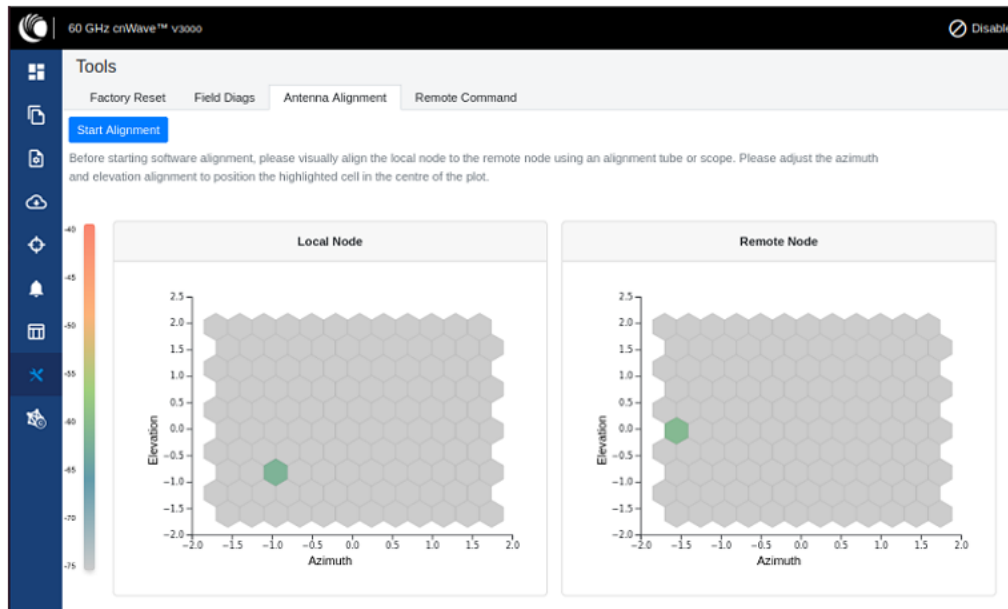 60 GHz cnWave™ V3000
Disable
Tools
Factory Reset
Field Diags
Antenna Alignment
Remote Command
Start Alignment
Before starting software alignment, please visually align the local node to the remote node using an alignment tube or scope. Please adjust the azimuth
and elevation alignment to position the highlighted cell in the centre of the plot.
-40
-45
-50
-55
-60
-65
-70
-75
Local Node
2.5
2.0
1.5
1.0
0.5
0.0
−0.5
−1.0
−1.5
−2.0
Elevation
−2.0 −1.5 −1.0 −0.5 0.0 0.5 1.0 1.5 2.0
Azimuth
Remote Node
2.5
2.0
1.5
1.0
0.5
0.0
−0.5
−1.0
−1.5
−2.0
Elevation
−2.0 −1.5 −1.0 −0.5 0.0 0.5 1.0 1.5 2.0
Azimuth